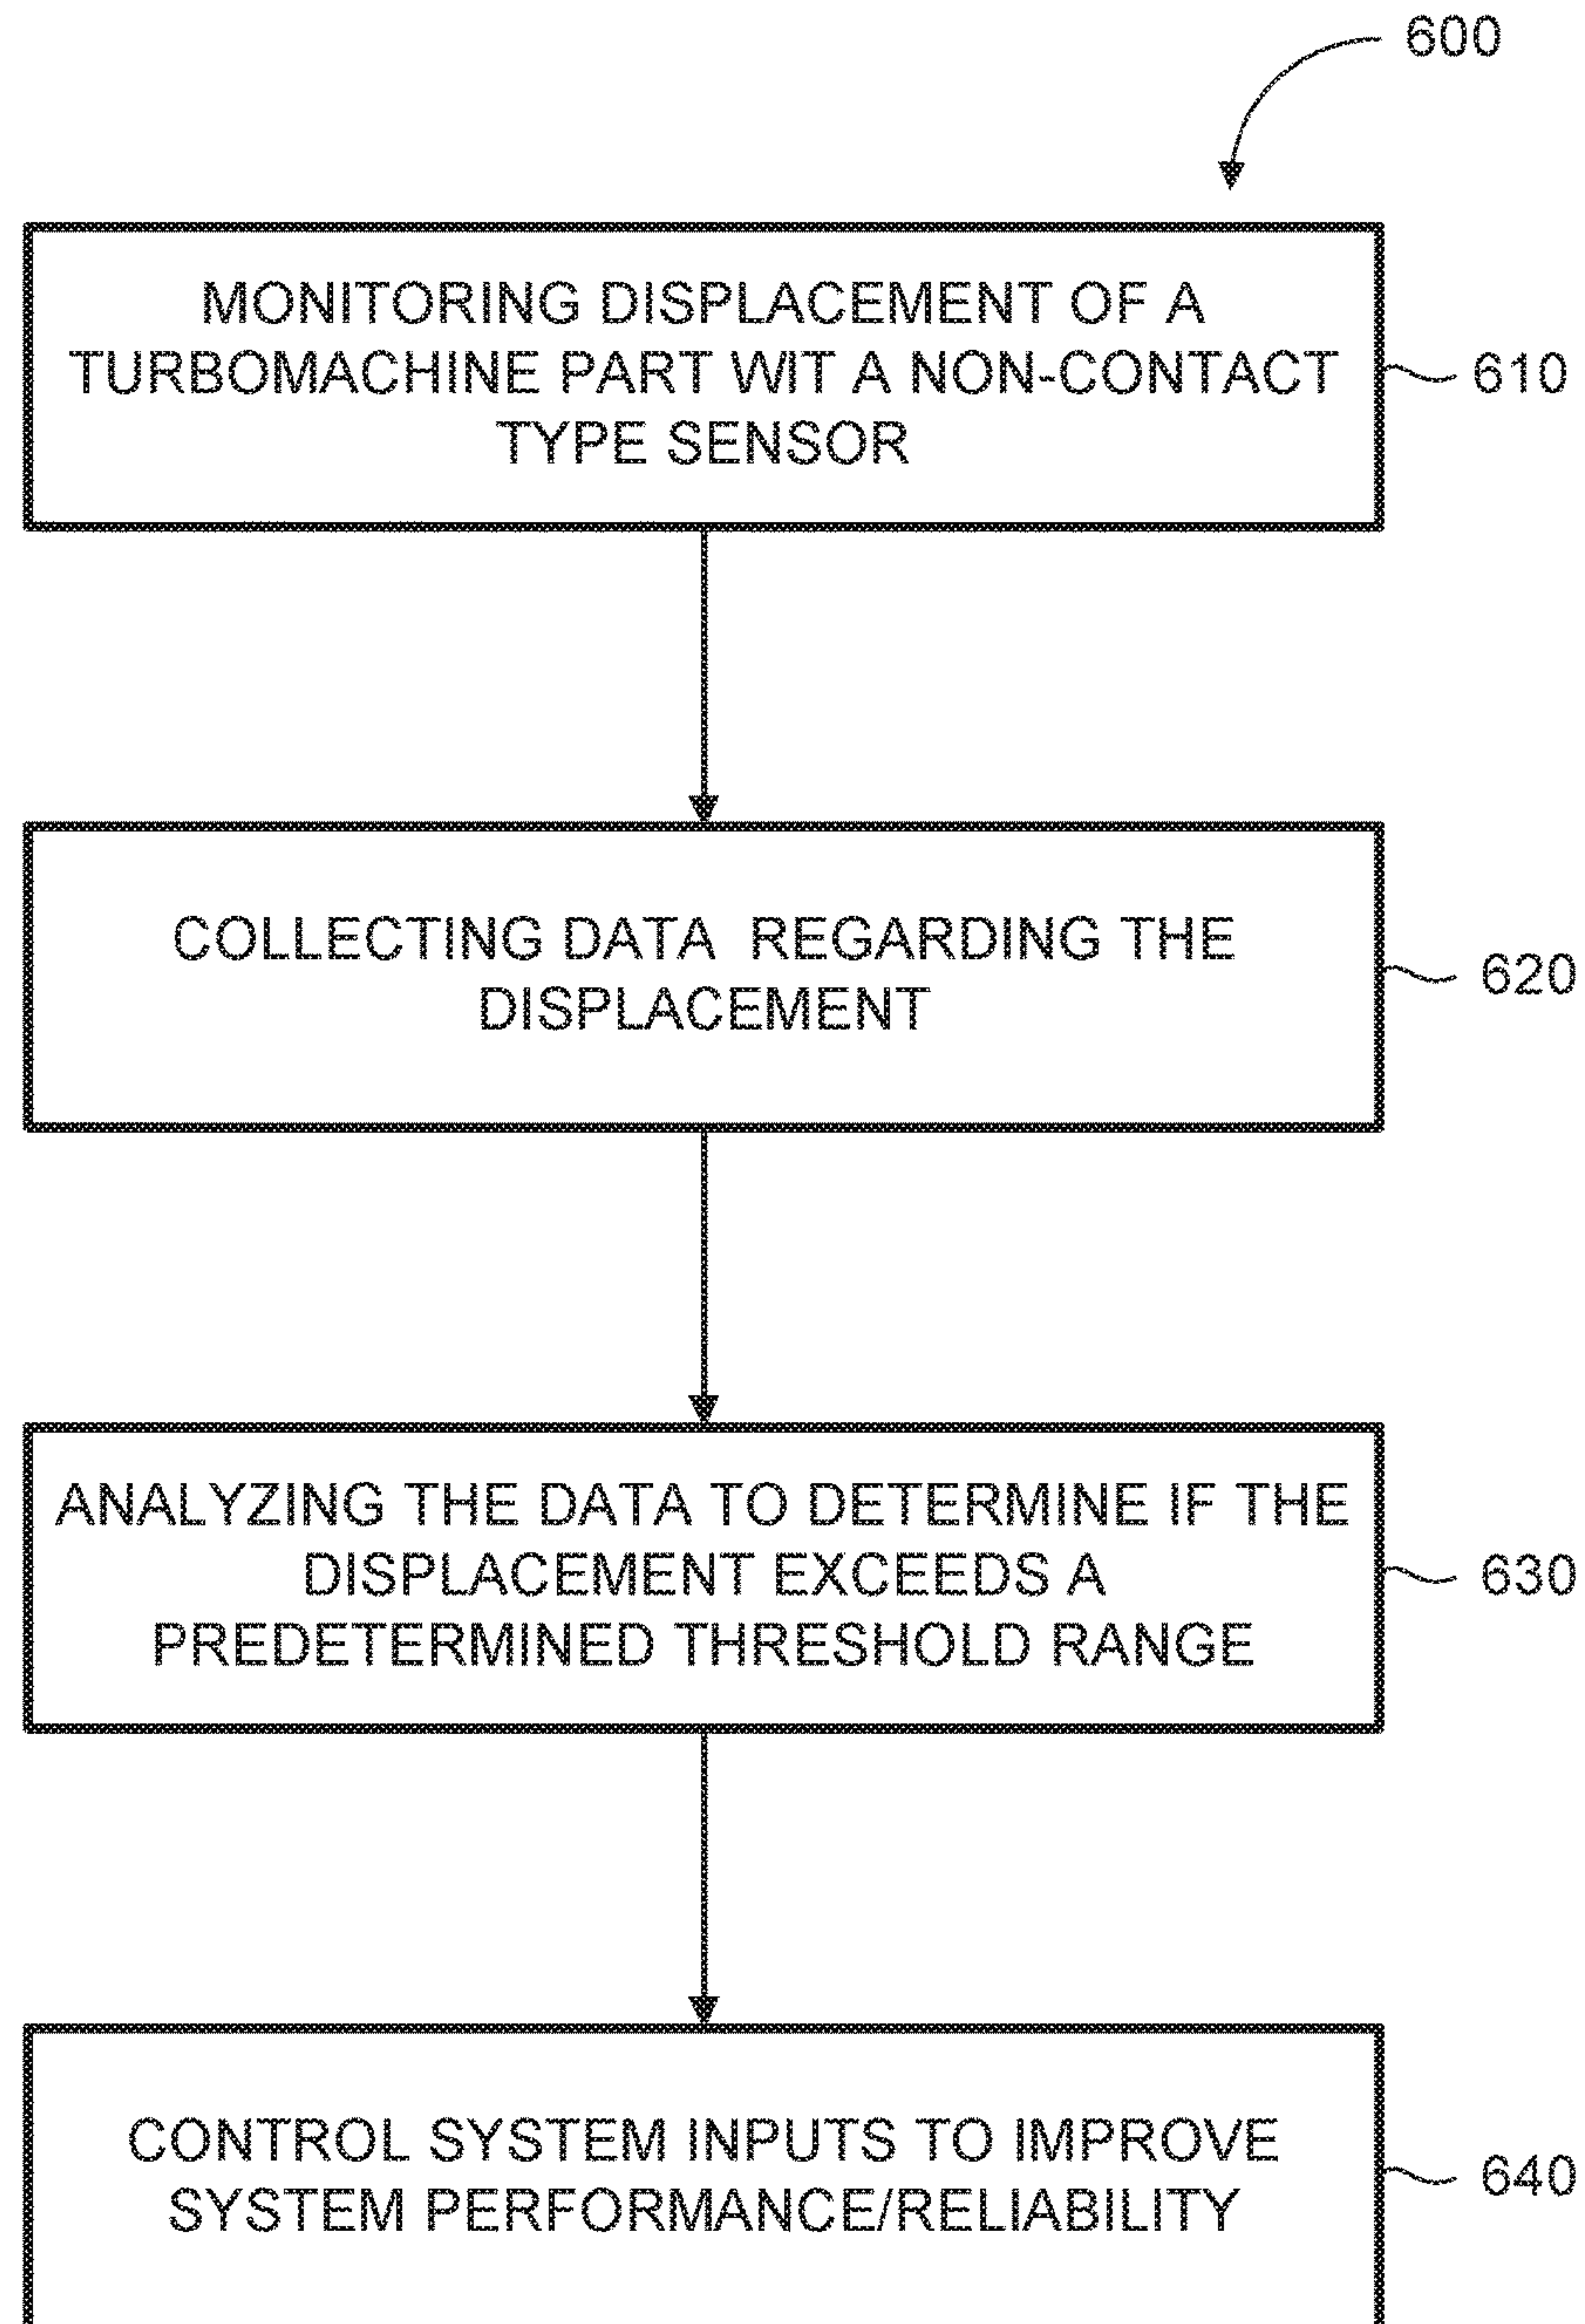 600
MONITORING DISPLACEMENT OF A
TURBOMACHINE PART WIT A NON-CONTACT
TYPE SENSOR
610
COLLECTING DATA REGARDING THE
DISPLACEMENT
620
ANALYZING THE DATA TO DETERMINE IF THE
DISPLACEMENT EXCEEDS A
PREDETERMINED THRESHOLD RANGE
630
CONTROL SYSTEM INPUTS TO IMPROVE
SYSTEM PERFORMANCE/RELIABILITY
640